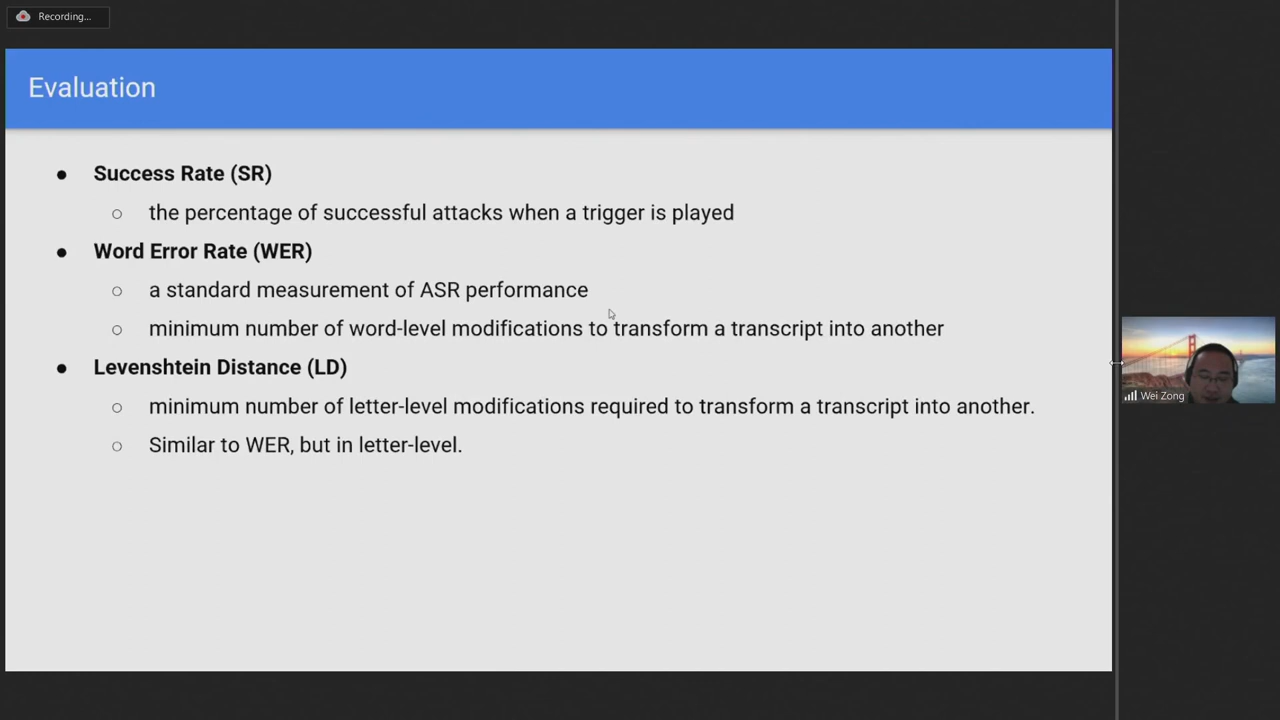 Recording...
Evaluation
● Success Rate (SR)
○ the percentage of successful attacks when a trigger is played
● Word Error Rate (WER)
○ a standard measurement of ASR performance
○ minimum number of word-level modifications to transform a transcript into another
● Levenshtein Distance (LD)
○ minimum number of letter-level modifications required to transform a transcript into another.
○ Similar to WER, but in letter-level.
Wei Zong